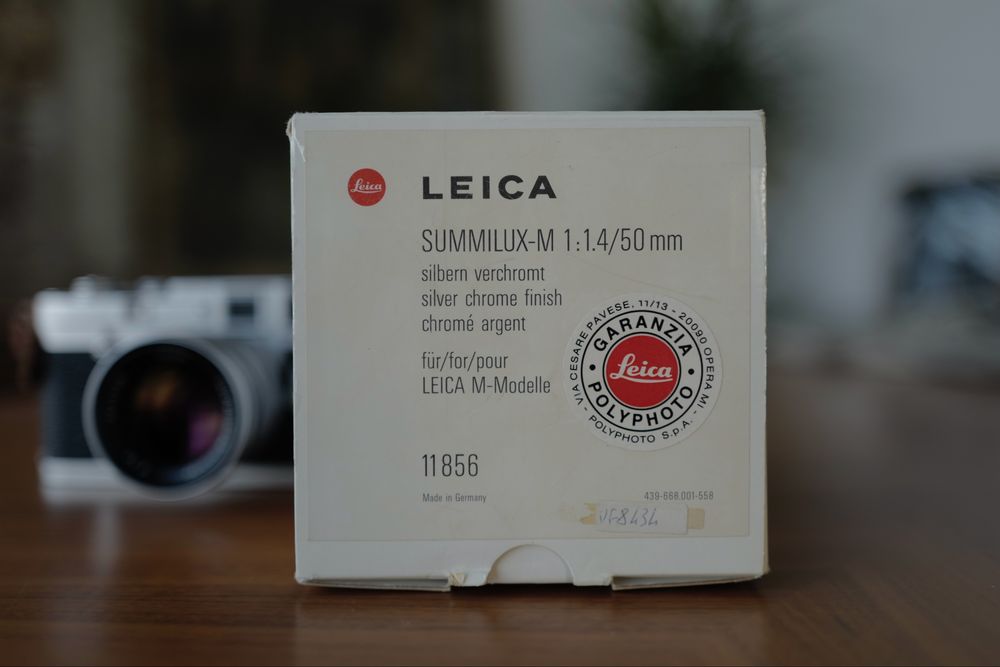 Leica
LEICA
SUMMILUX-M 1:1.4/50 mm
silbern verchromt
silver chrome finish
chromé argent
für/for/pour
LEICA M-Modelle
VIA CESARE PAVESE, 11/13 - 20090 OPERA MI -
GARANZIA
Leica
POLYPHOTO
POLYPHOTO S.p.A. -
11856
Made in Germany
439-668.001-558